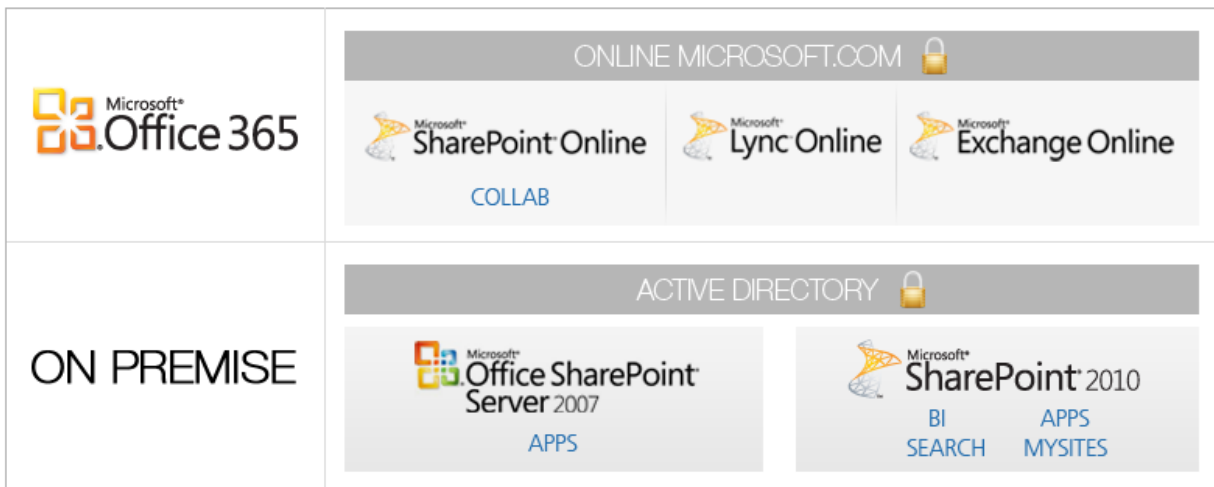 ONLINE MICROSOFT.COM
Microsoft®
Office 365
Microsoft®
SharePoint® Online
Microsoft®
Lync® Online
Microsoft®
Exchange Online
COLLAB
ACTIVE DIRECTORY
ON PREMISE
Microsoft®
Office SharePoint®
Server 2007
APPS
Microsoft®
SharePoint® 2010
BI APPS
SEARCH MYSITES